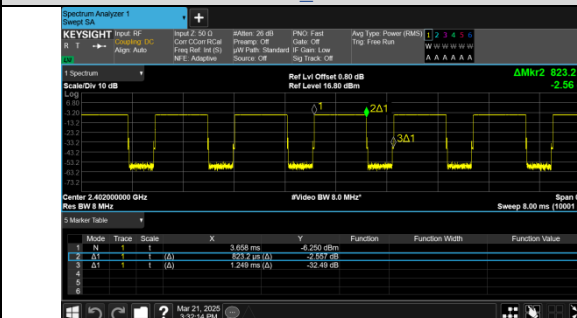 Spectrum Analyzer 1
Swept SA
+
KEYSIGHT Input: RF Input Z: 50 Ω #Atten: 26 dB PNO: Fast Avg Type: Power (RMS) 1 2 3 4 5 6
R T Coupling: DC Corr CCorr RCal Preamp: Off Gate: Off Trig: Free Run W W W W W W
Align: Auto Freq Ref: Int (S) µW Path: Standard IF Gain: Low
NFE: Adaptive Source: Off Sig Track: Off A A A A A A
1 Spectrum Ref Lvl Offset 0.80 dB ΔMkr2 823.2
Scale/Div 10 dB Ref Level 16.80 dBm -2.56
Log
6.80
-3.20
-13.2
-23.2
-33.2
-43.2
-53.2
-63.2
-73.2
1
2Δ1
3Δ1
Center 2.402000000 GHz #Video BW 8.0 MHz* Span
Res BW 8 MHz Sweep 8.00 ms (10001
5 Marker Table
Mode Trace Scale X Y Function Function Width Function Value
1 N 1 t 3.658 ms -6.250 dBm
2 Δ1 1 t (Δ) 823.2 µs (Δ) -2.557 dB
3 Δ1 1 t (Δ) 1.249 ms (Δ) -32.49 dB
4
5
6
? Mar 21, 2025
3:32:14 PM